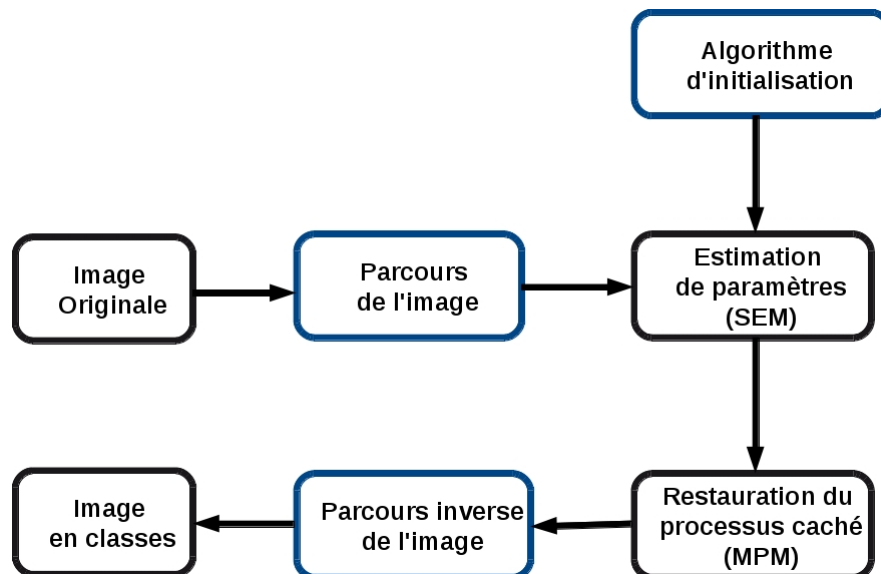 Algorithme
d'initialisation
Image
Originale
Parcours
de l'image
Estimation
de paramètres
(SEM)
Image
en classes
Parcours inverse
de l'image
Restauration du
processus caché
(MPM)